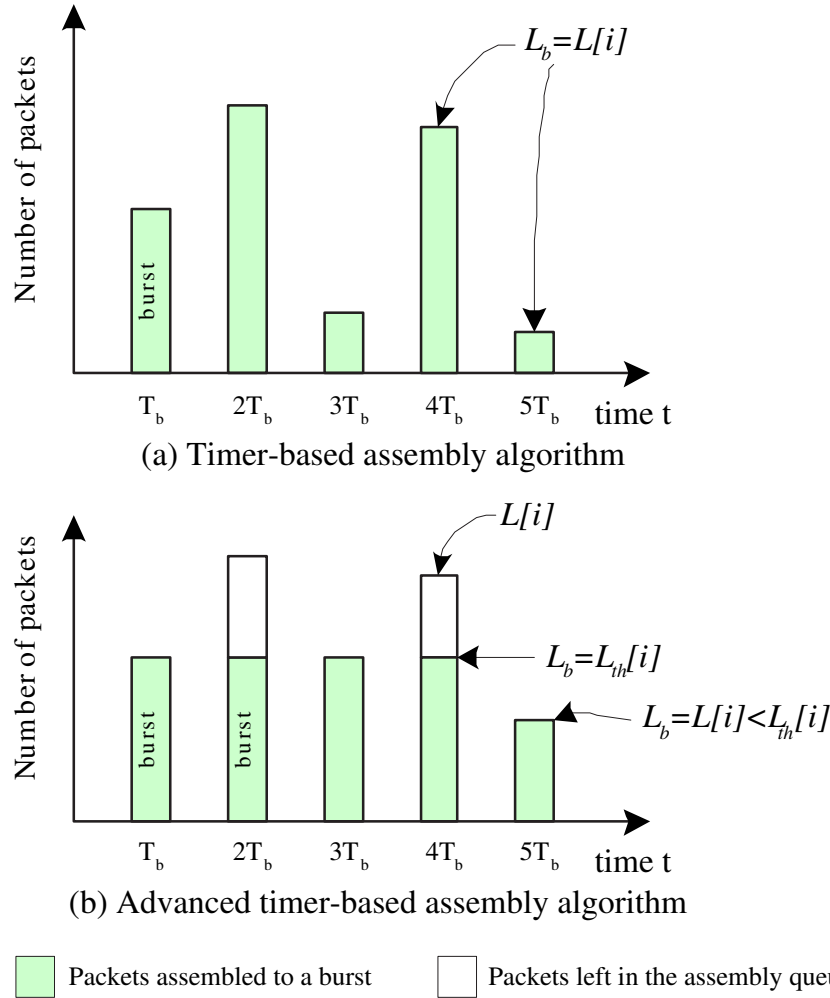 Number of packets
L_b=L[i]
burst
T_b 2T_b 3T_b 4T_b 5T_b time t
(a) Timer-based assembly algorithm
Number of packets
L[i]
L_b=L_th[i]
L_b=L[i]<L_th[i]
burst burst
T_b 2T_b 3T_b 4T_b 5T_b time t
(b) Advanced timer-based assembly algorithm
Packets assembled to a burst
Packets left in the assembly